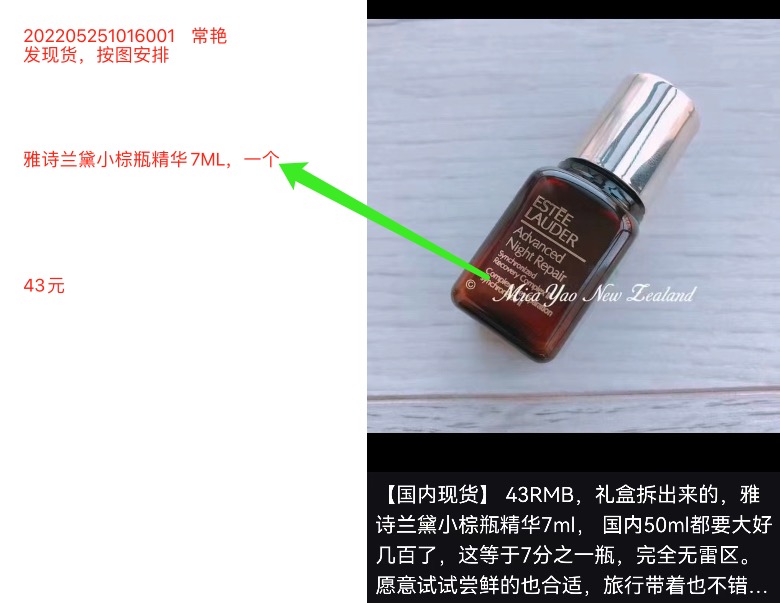 202205251016001 常艳
发现货，按图安排
雅诗兰黛小棕瓶精华7ML，一个
43元
ESTĒE
LAUDER
Advanced
Night Repair
Synchronized
Recovery Complex
© Mica Yao New Zealand
【国内现货】 43RMB，礼盒拆出来的，雅
诗兰黛小棕瓶精华7ml， 国内50ml都要大好
几百了，这等于7分之一瓶，完全无雷区。
愿意试试尝鲜的也合适，旅行带着也不错...